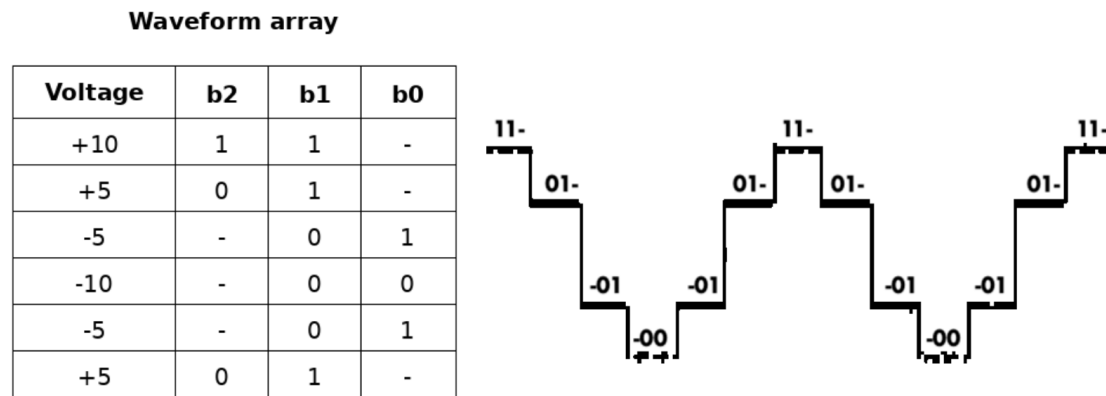 Waveform array
Voltage b2 b1 b0
+10 1 1 -
+5 0 1 -
-5 - 0 1
-10 - 0 0
-5 - 0 1
+5 0 1 -
11- 11- 11-
01- 01- 01- 01-
-01 -01 -01 -01
-00 -00